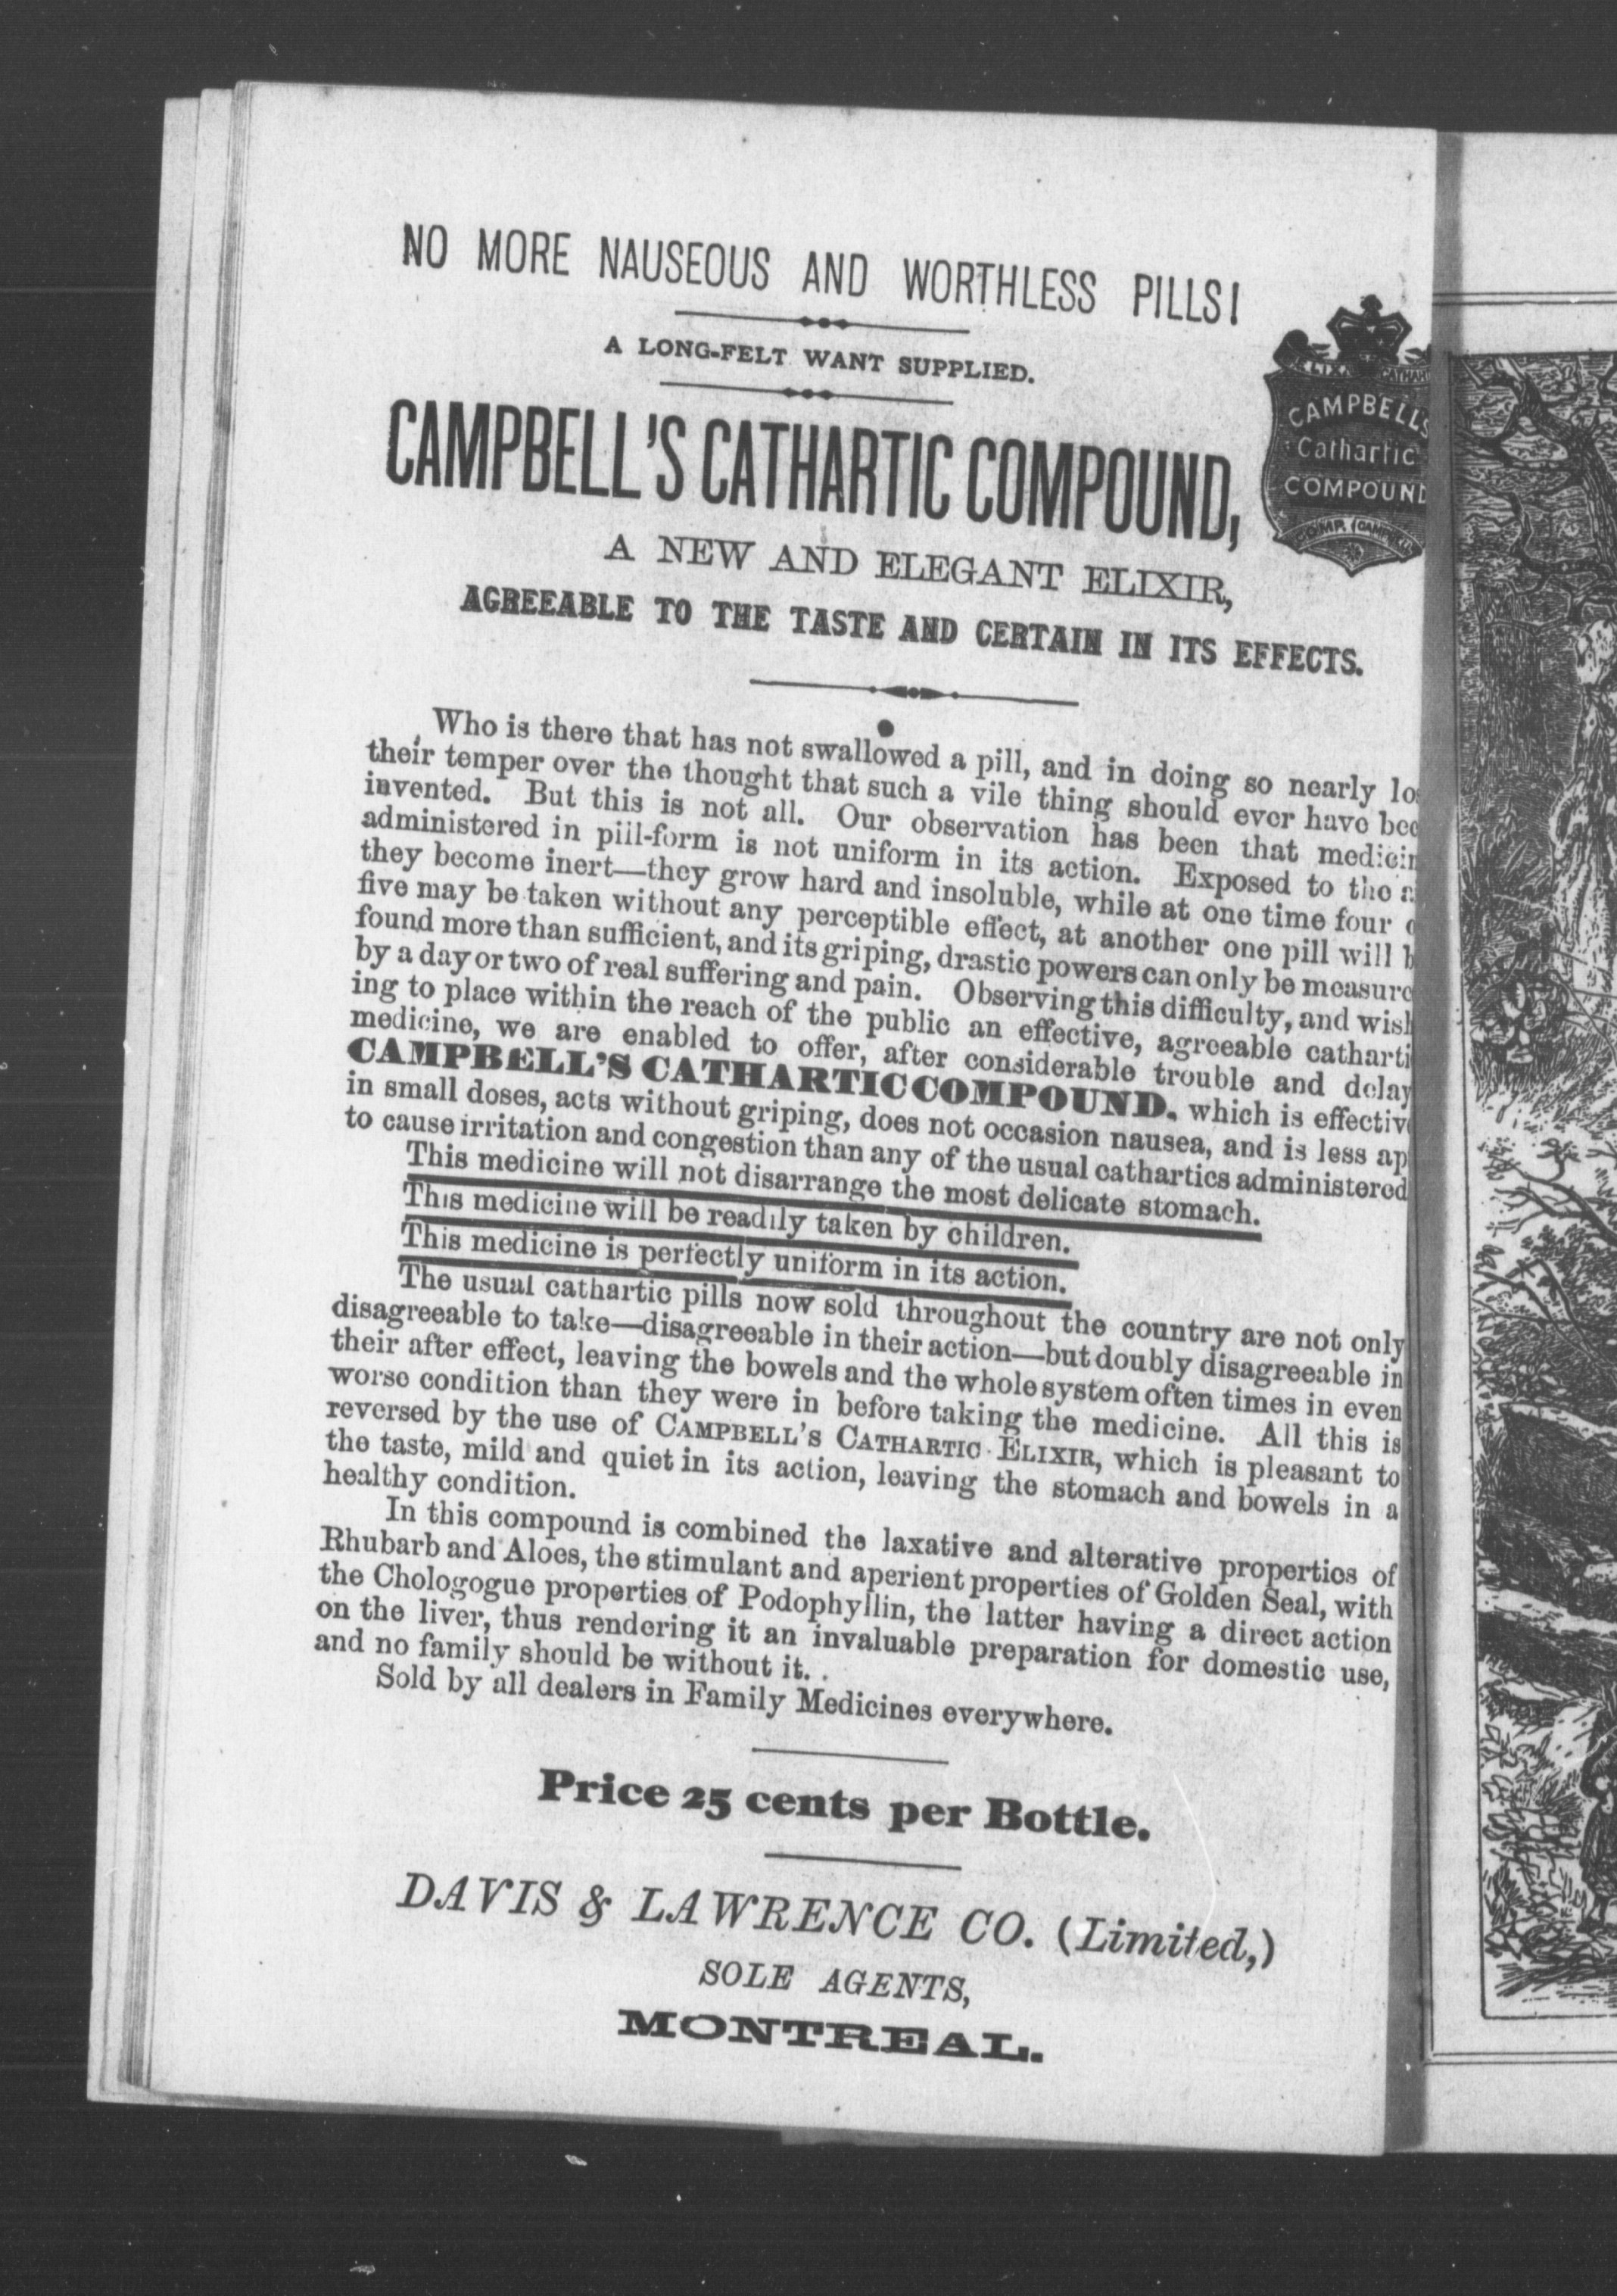 NO MORE NAUSEOUS AND WORTHLESS PILLS!
A LONG-FELT WANT SUPPLIED.
CAMPBELL'S CATHARTIC COMPOUND,
CAMPBELL'S
Cathartic
COMPOUND
COMP. (CAMPBELL
A NEW AND ELEGANT ELIXIR,
AGREEABLE TO THE TASTE AND CERTAIN IN ITS EFFECTS.
Who is there that has not swallowed a pill, and in doing so nearly lo
their temper over the thought that such a vile thing should ever have bee
invented. But this is not all. Our observation has been that medicin
administered in pill-form is not uniform in its action. Exposed to the a
they become inert—they grow hard and insoluble, while at one time four o
five may be taken without any perceptible effect, at another one pill will b
found more than sufficient, and its griping, drastic powers can only be measure
by a day or two of real suffering and pain. Observing this difficulty, and wish
ing to place within the reach of the public an effective, agreeable catharti
medicine, we are enabled to offer, after considerable trouble and delay
CAMPBELL'S CATHARTIC COMPOUND, which is effectiv
in small doses, acts without griping, does not occasion nausea, and is less ap
to cause irritation and congestion than any of the usual cathartics administered
This medicine will not disarrange the most delicate stomach.
This medicine will be readily taken by children.
This medicine is perfectly uniform in its action.
The usual cathartic pills now sold throughout the country are not only
disagreeable to take—disagreeable in their action—but doubly disagreeable in
their after effect, leaving the bowels and the whole system often times in even
worse condition than they were in before taking the medicine. All this is
reversed by the use of CAMPBELL'S CATHARTIC ELIXIR, which is pleasant to
the taste, mild and quiet in its action, leaving the stomach and bowels in a
healthy condition.
In this compound is combined the laxative and alterative properties of
Rhubarb and Aloes, the stimulant and aperient properties of Golden Seal, with
the Chologogue properties of Podophyllin, the latter having a direct action
on the liver, thus rendering it an invaluable preparation for domestic use,
and no family should be without it.
Sold by all dealers in Family Medicines everywhere.
Price 25 cents per Bottle.
DAVIS & LAWRENCE CO. (Limited,)
SOLE AGENTS,
MONTREAL.